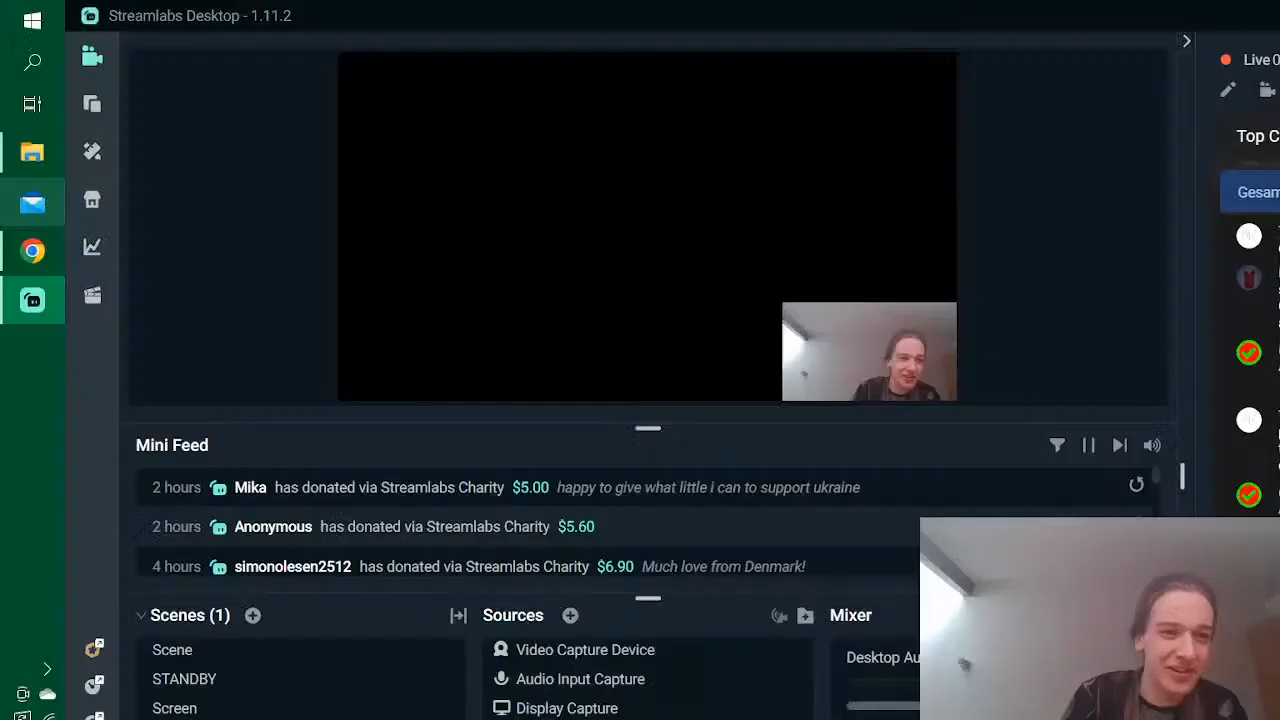 Streamlabs Desktop - 1.11.2
Live 0
Top C
Gesam
Mini Feed
2 hours Mika has donated via Streamlabs Charity $5.00 happy to give what little i can to support ukraine
2 hours Anonymous has donated via Streamlabs Charity $5.60
4 hours simonolesen2512 has donated via Streamlabs Charity $6.90 Much love from Denmark!
Scenes (1) Sources Mixer
Scene
STANDBY
Screen
Video Capture Device
Audio Input Capture
Display Capture
Desktop Au